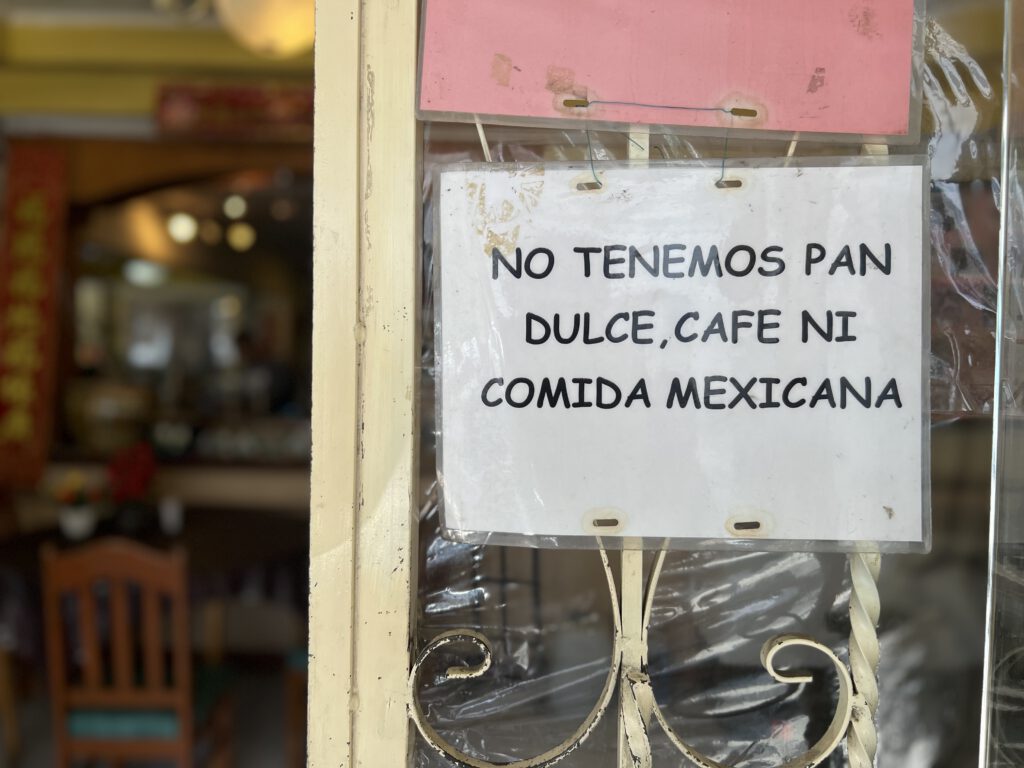 NO TENEMOS PAN
DULCE,CAFE NI
COMIDA MEXICANA